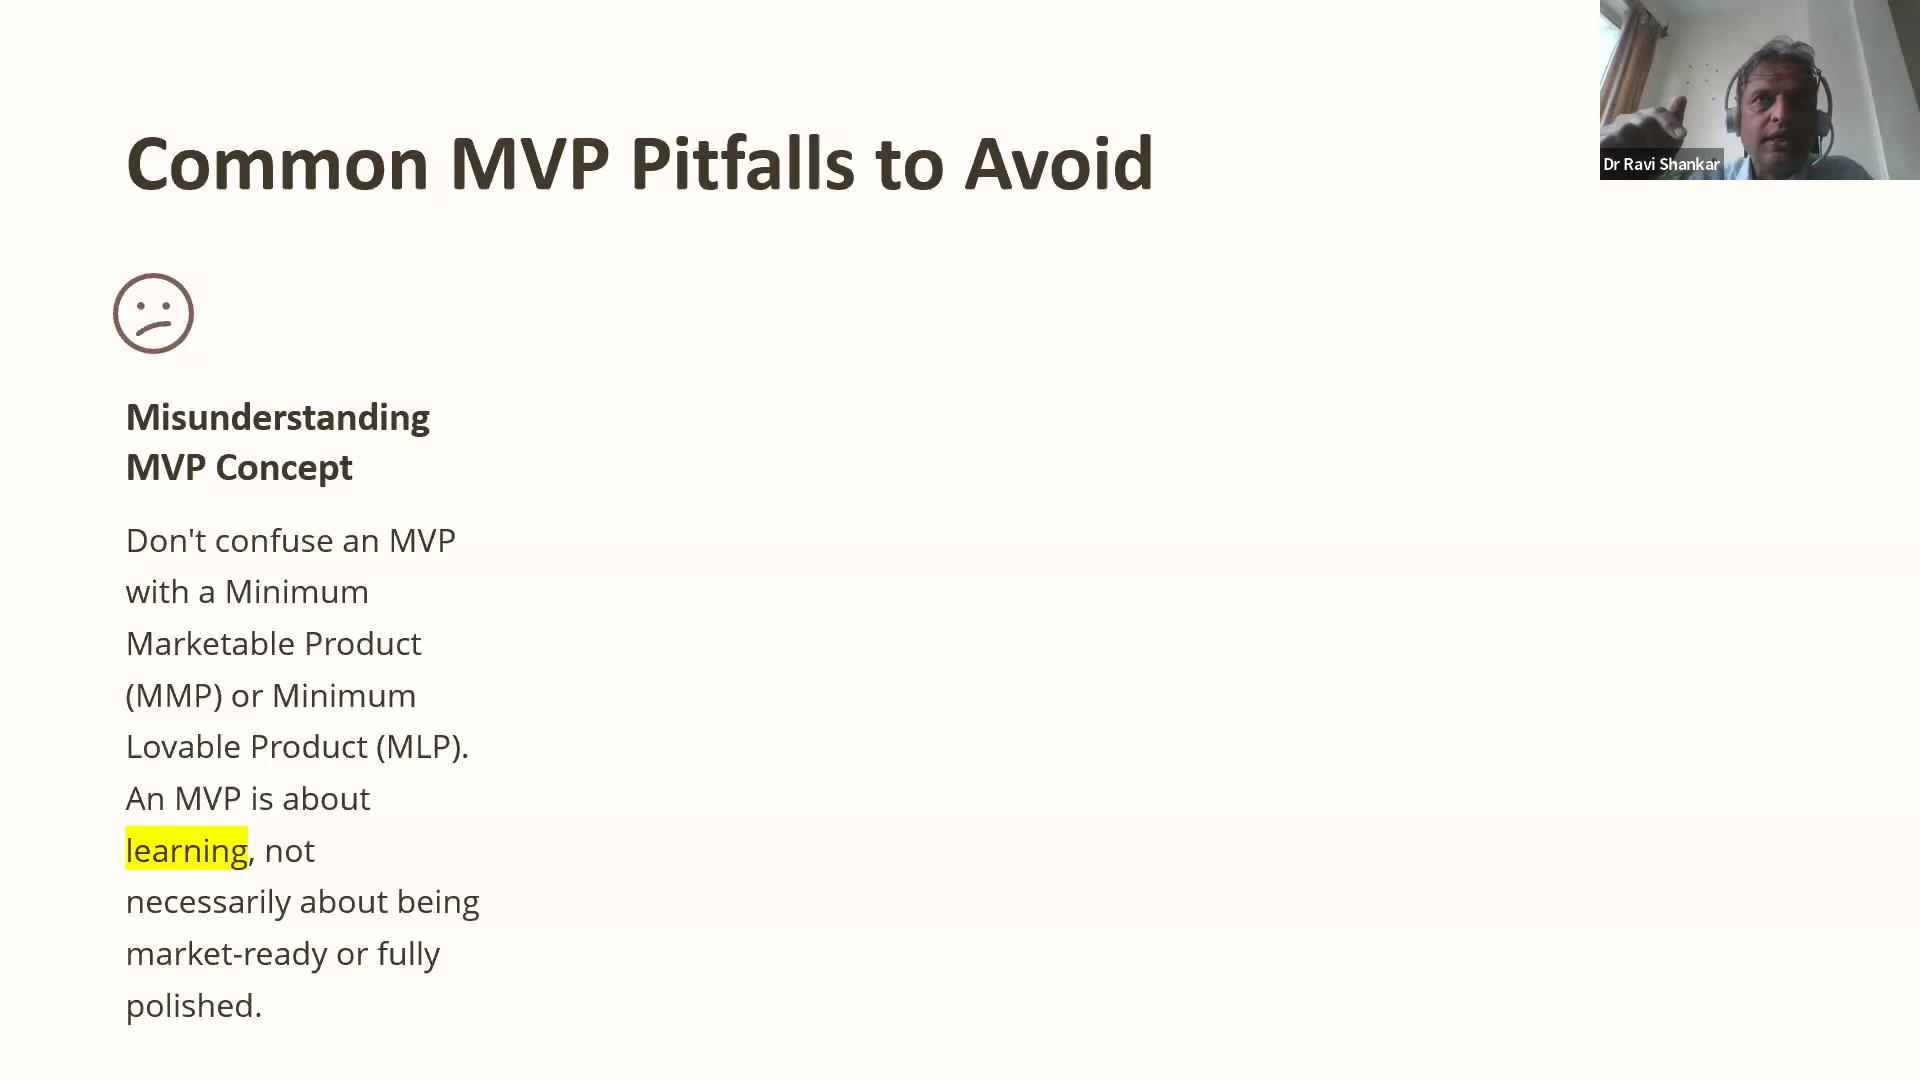 Common MVP Pitfalls to Avoid
Dr Ravi Shankar
Misunderstanding
MVP Concept
Don't confuse an MVP
with a Minimum
Marketable Product
(MMP) or Minimum
Lovable Product (MLP).
An MVP is about
learning, not
necessarily about being
market-ready or fully
polished.